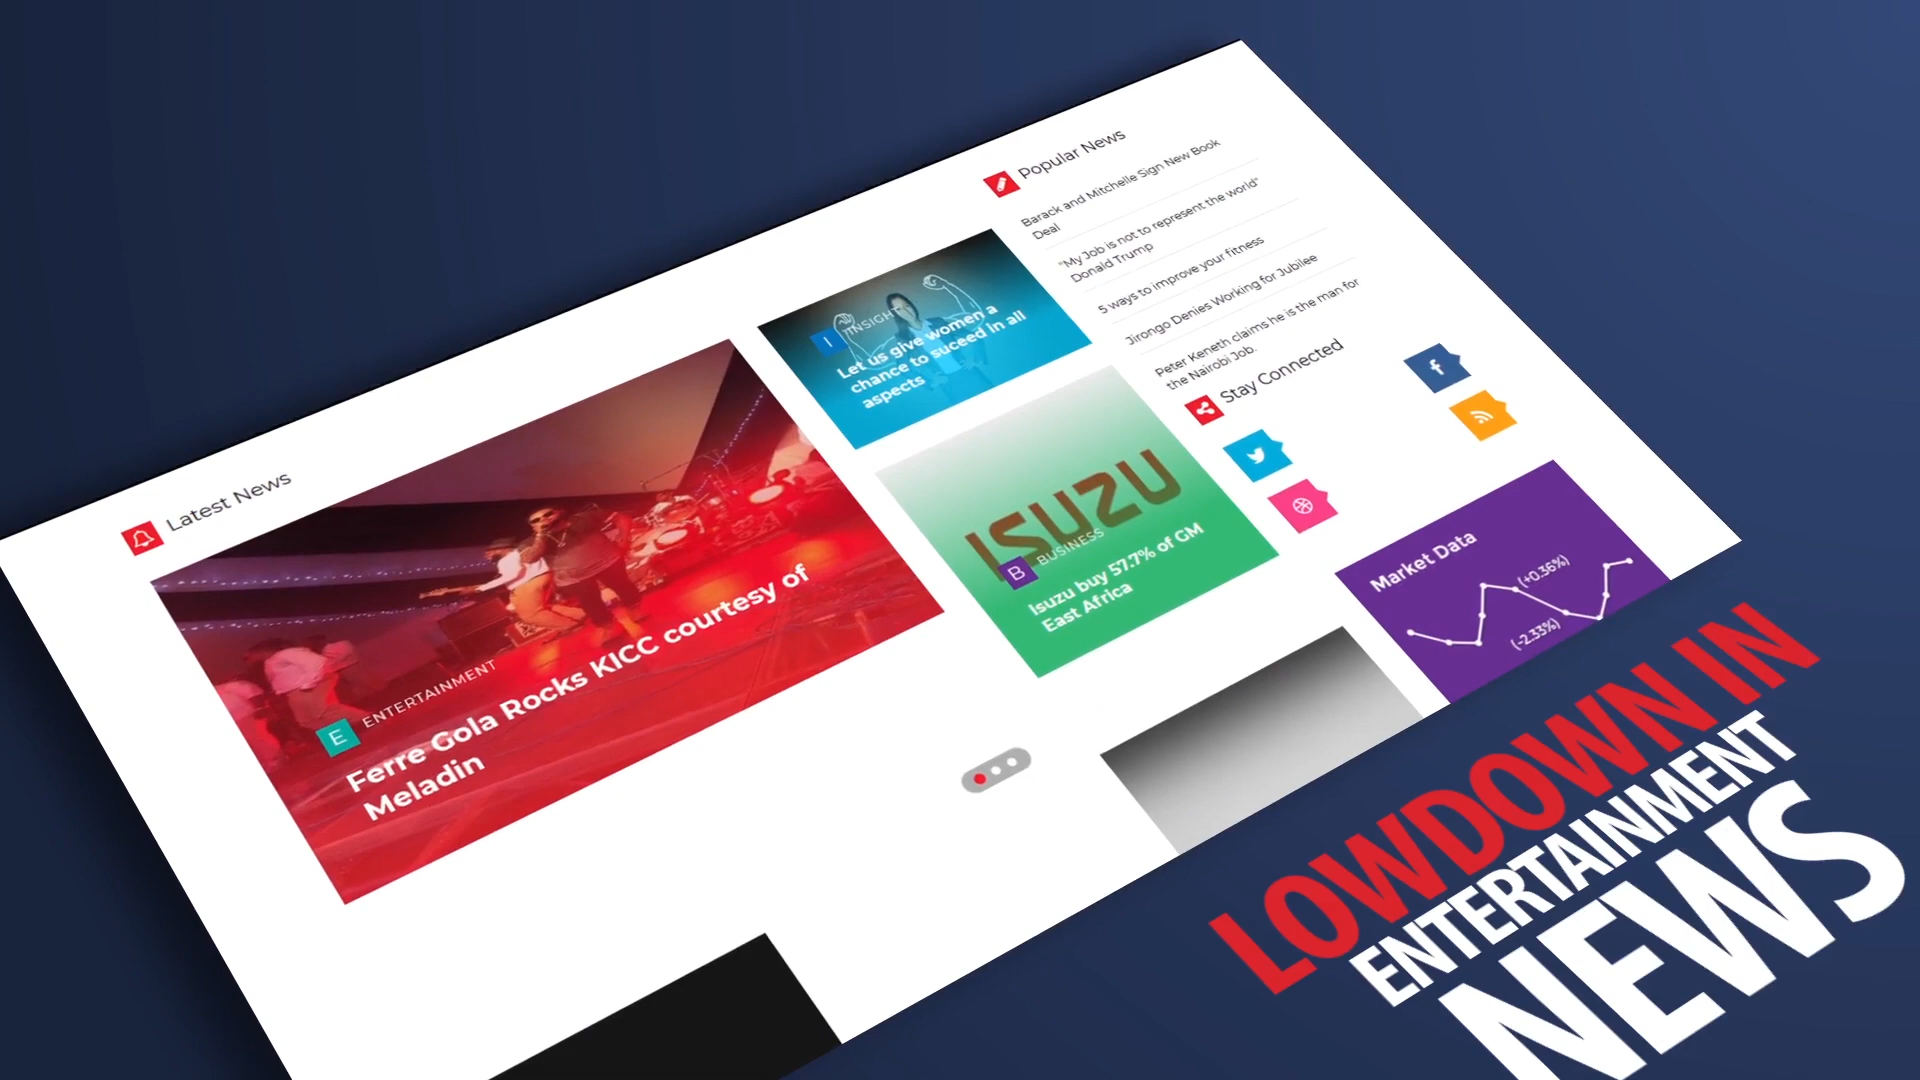 Latest News
E ENTERTAINMENT
Ferre Gola Rocks KICC courtesy of
Meladin
I INSIGHT
Let us give women a
chance to suceed in all
aspects
ISUZU
B BUSINESS
Isuzu buy 57.7% of GM
East Africa
Popular News
Barack and Mitchelle Sign New Book
Deal
"My Job is not to represent the world"
Donald Trump
5 ways to improve your fitness
Jirongo Denies Working for Jubilee
Peter Keneth claims he is the man for
the Nairobi Job.
Stay Connected
Market Data
(+0.36%)
(-2.33%)
LOWDOWN IN
ENTERTAINMENT
NEWS